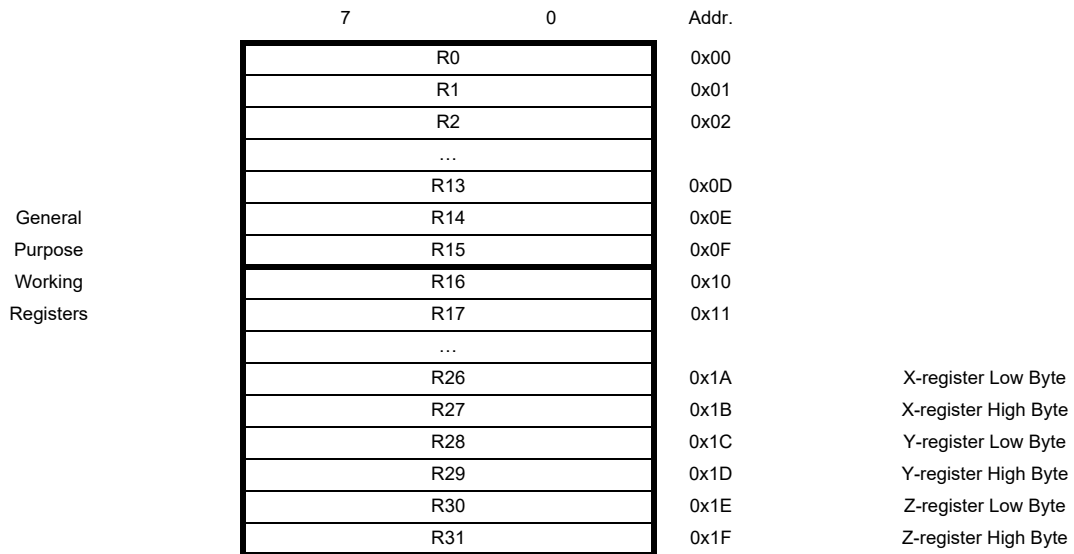 7 0 Addr.
R0 0x00
R1 0x01
R2 0x02
…
R13 0x0D
General R14 0x0E
Purpose R15 0x0F
Working R16 0x10
Registers R17 0x11
…
R26 0x1A X-register Low Byte
R27 0x1B X-register High Byte
R28 0x1C Y-register Low Byte
R29 0x1D Y-register High Byte
R30 0x1E Z-register Low Byte
R31 0x1F Z-register High Byte